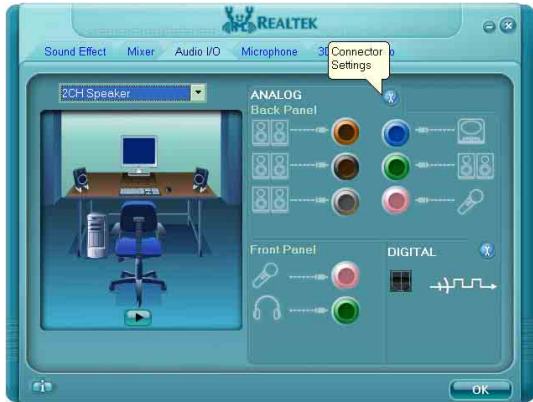 REALTEK
Sound Effect
Mixer
Audio I/O
Microphone
3D
o
Connector
Settings
2CH Speaker
ANALOG
Back Panel
Front Panel
DIGITAL
i
OK